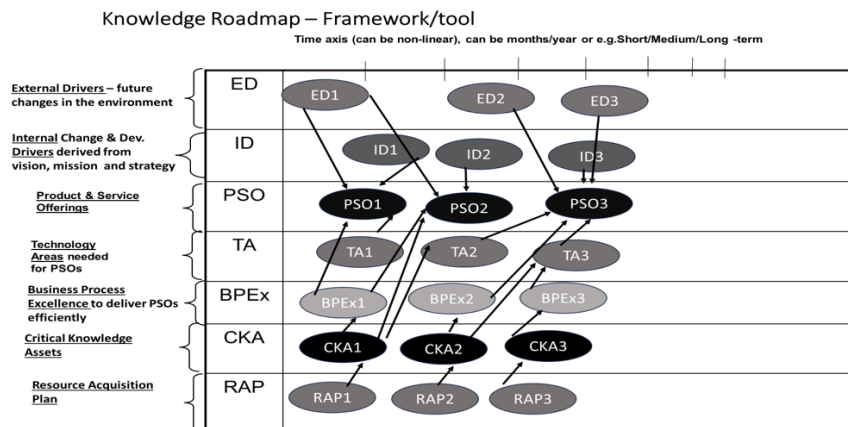 Knowledge Roadmap – Framework/tool
Time axis (can be non-linear), can be months/year or e.g.Short/Medium/Long -term
External Drivers – future
changes in the environment
ED
ED1
ED2
ED3
Internal Change & Dev.
Drivers derived from
vision, mission and strategy
ID
ID1
ID2
ID3
Product & Service
Offerings
PSO
PSO1
PSO2
PSO3
Technology
Areas needed
for PSOs
TA
TA1
TA2
TA3
Business Process
Excellence to deliver PSOs
efficiently
BPEx
BPEx1
BPEx2
BPEx3
Critical Knowledge
Assets
CKA
CKA1
CKA2
CKA3
Resource Acquisition
Plan
RAP
RAP1
RAP2
RAP3